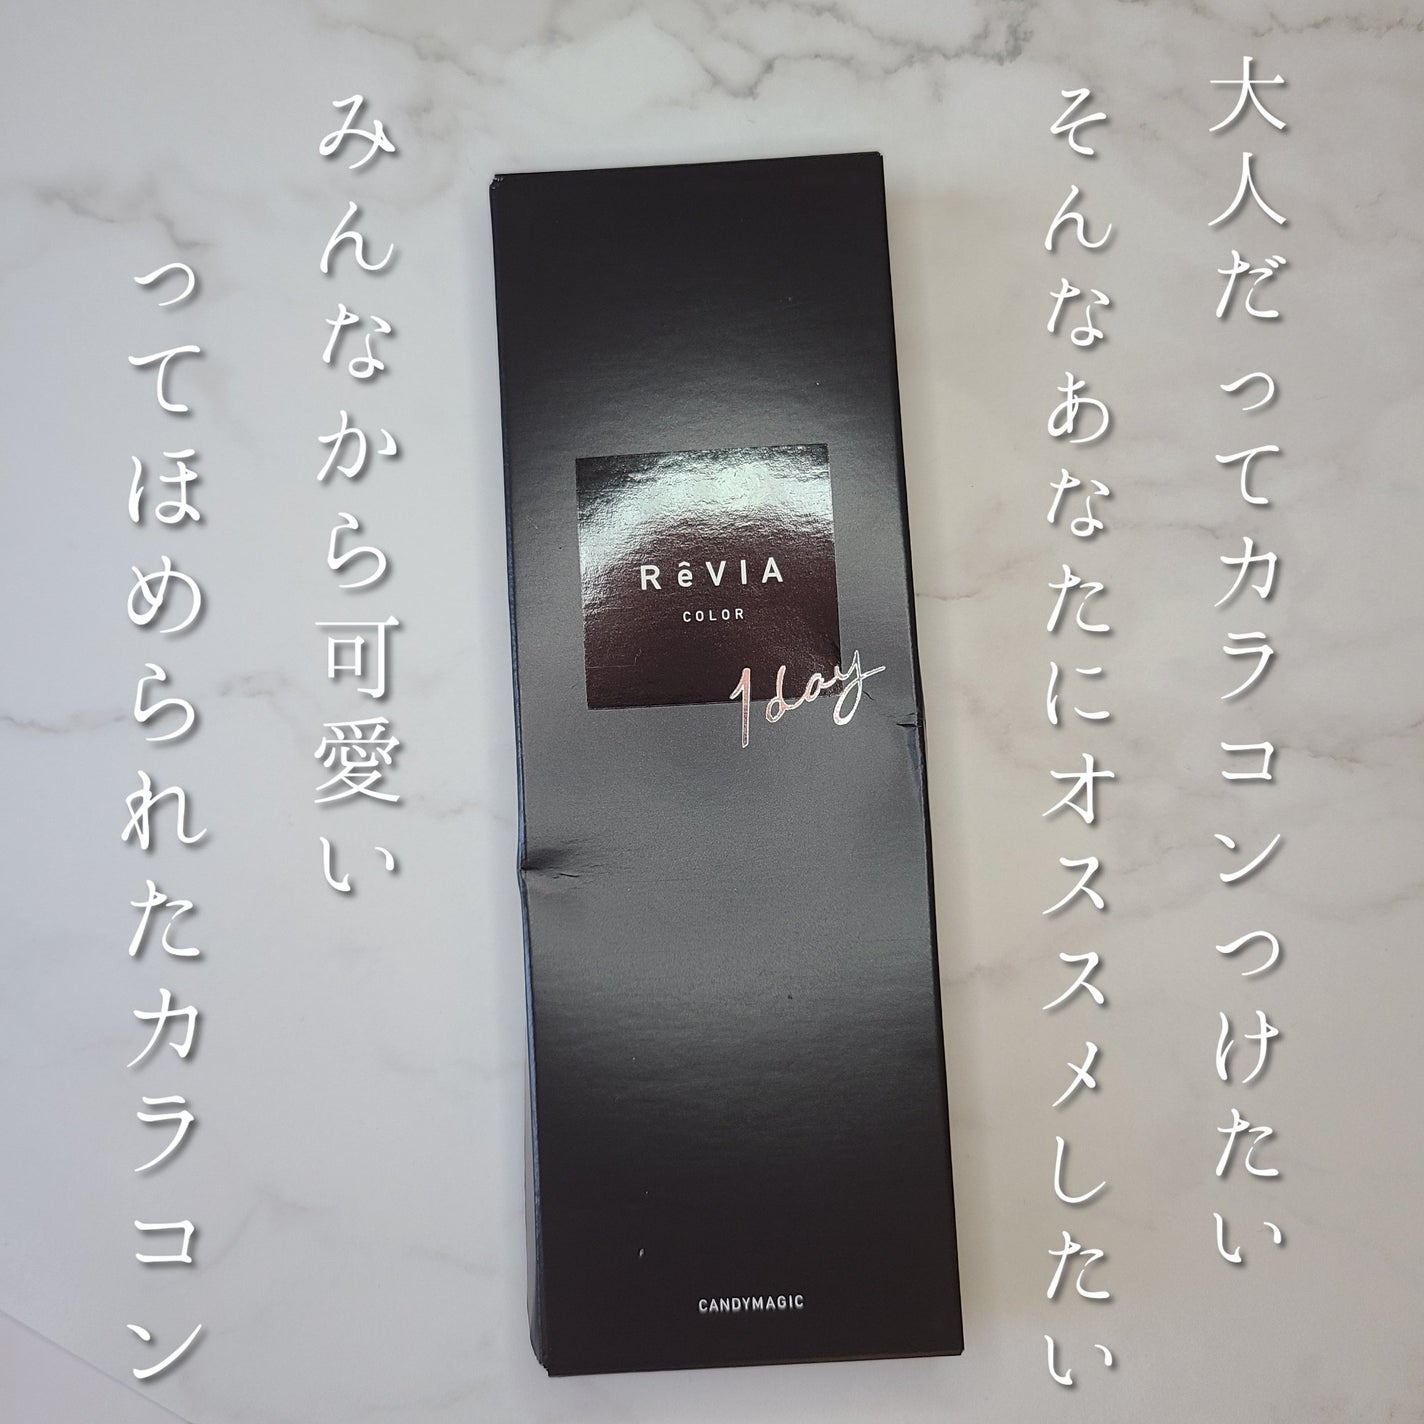 大人だってカラコンつけたい
そんなあなたにオススメしたい
みんなから可愛い
ってほめられたカラコン
RêVIA
COLOR
1day
CANDYMAGIC